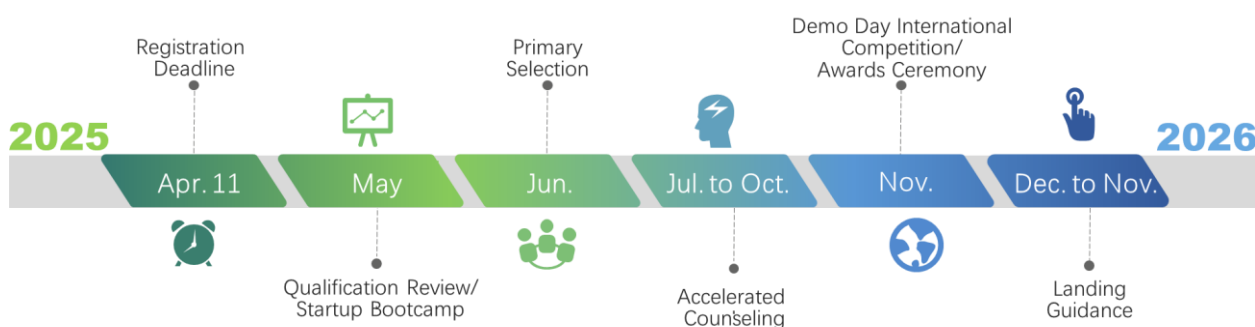 Registration
Deadline
Primary
Selection
Demo Day International
Competition/
Awards Ceremony
2025
2026
Apr. 11
May
Jun.
Jul. to Oct.
Nov.
Dec. to Nov.
Qualification Review/
Startup Bootcamp
Accelerated
Counseling
Landing
Guidance